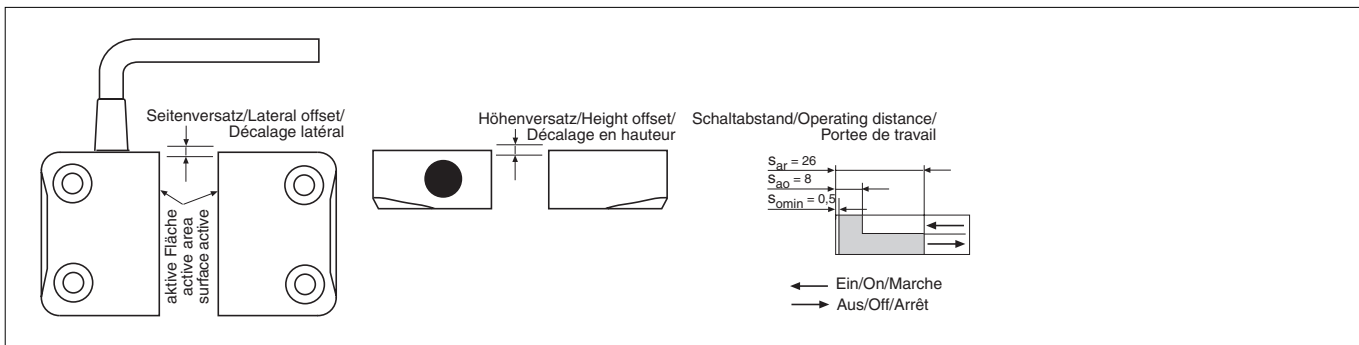 Seitenversatz/Lateral offset/
Décalage latéral
Höhenversatz/Height offset/
Décalage en hauteur
Schaltabstand/Operating distance/
Portee de travail
sar = 26
sao = 8
somin = 0,5
aktive Fläche
active area
surface active
Ein/On/Marche
Aus/Off/Arrêt